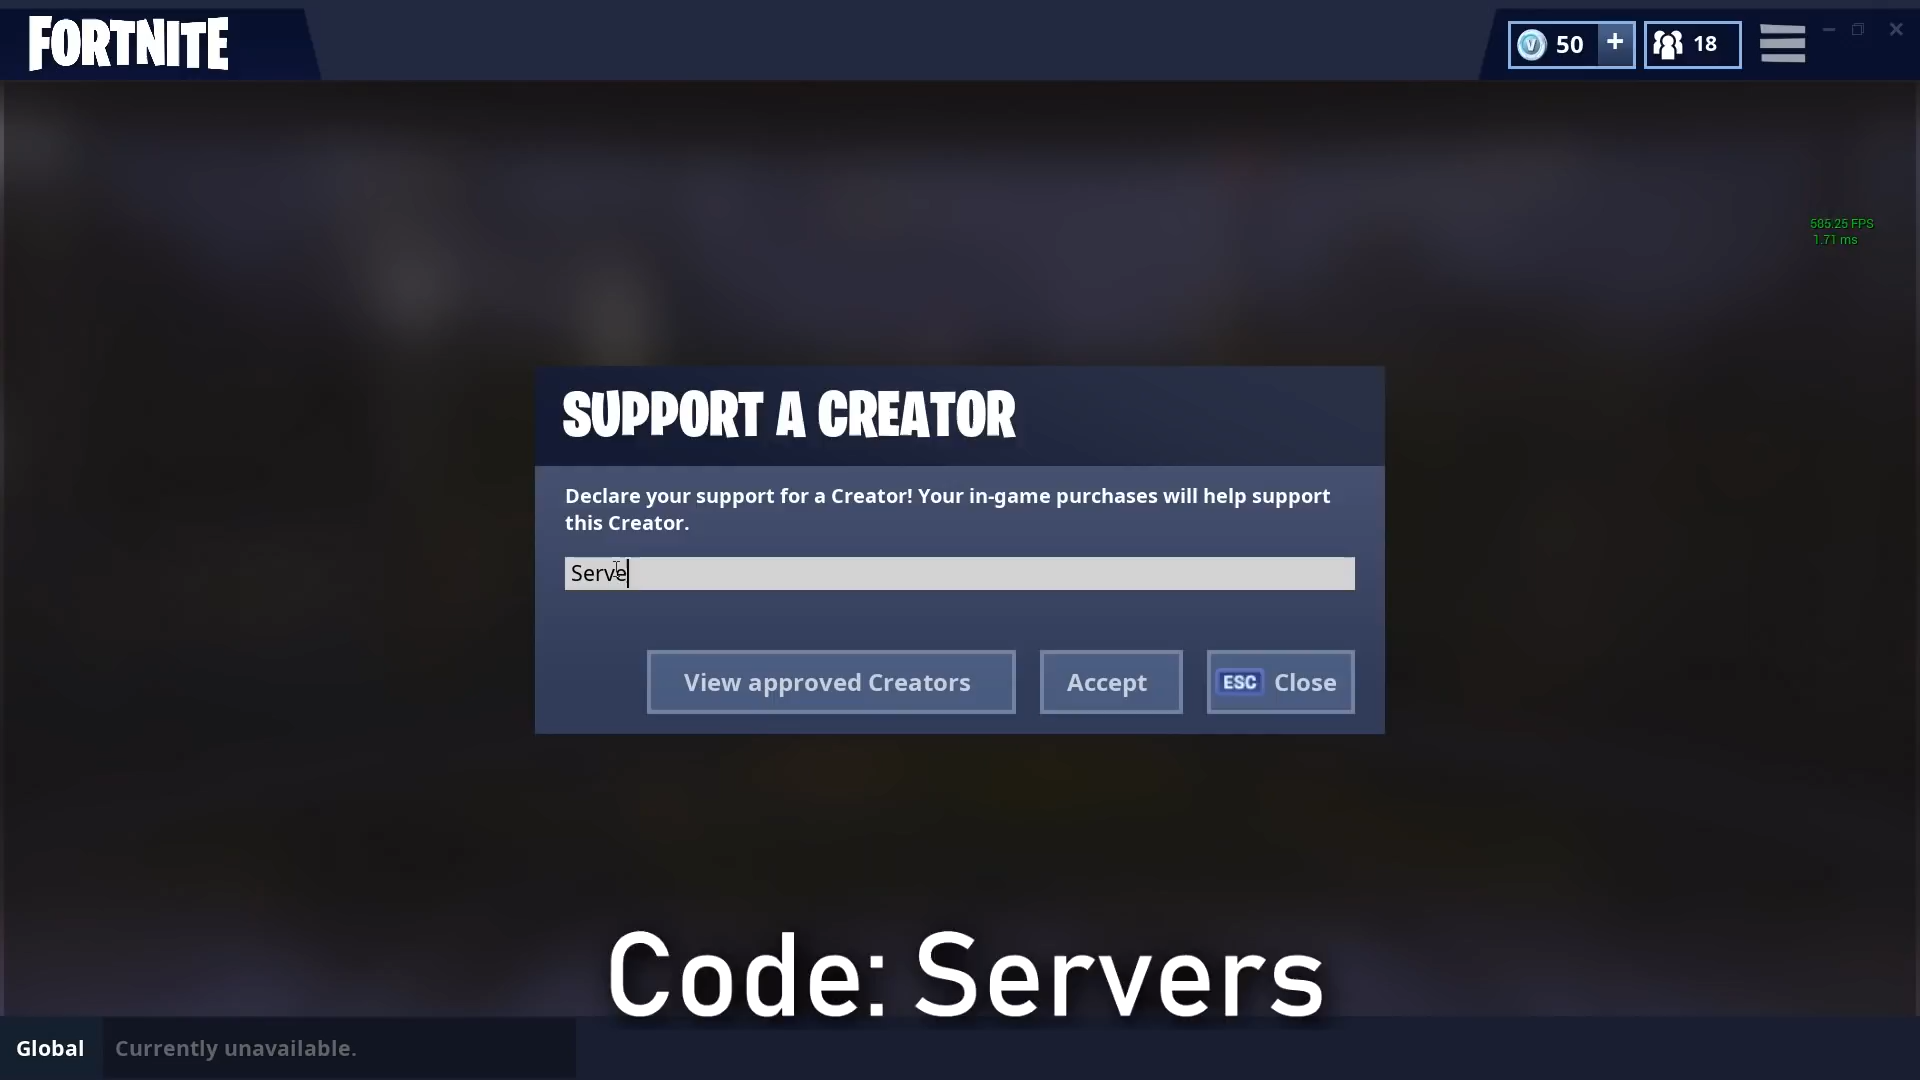 FORTNITE
50 +
18
585.25 FPS
1.71 ms
SUPPORT A CREATOR
Declare your support for a Creator! Your in-game purchases will help support
this Creator.
Serve
View approved Creators
Accept
ESC Close
Code: Servers
Global
Currently unavailable.